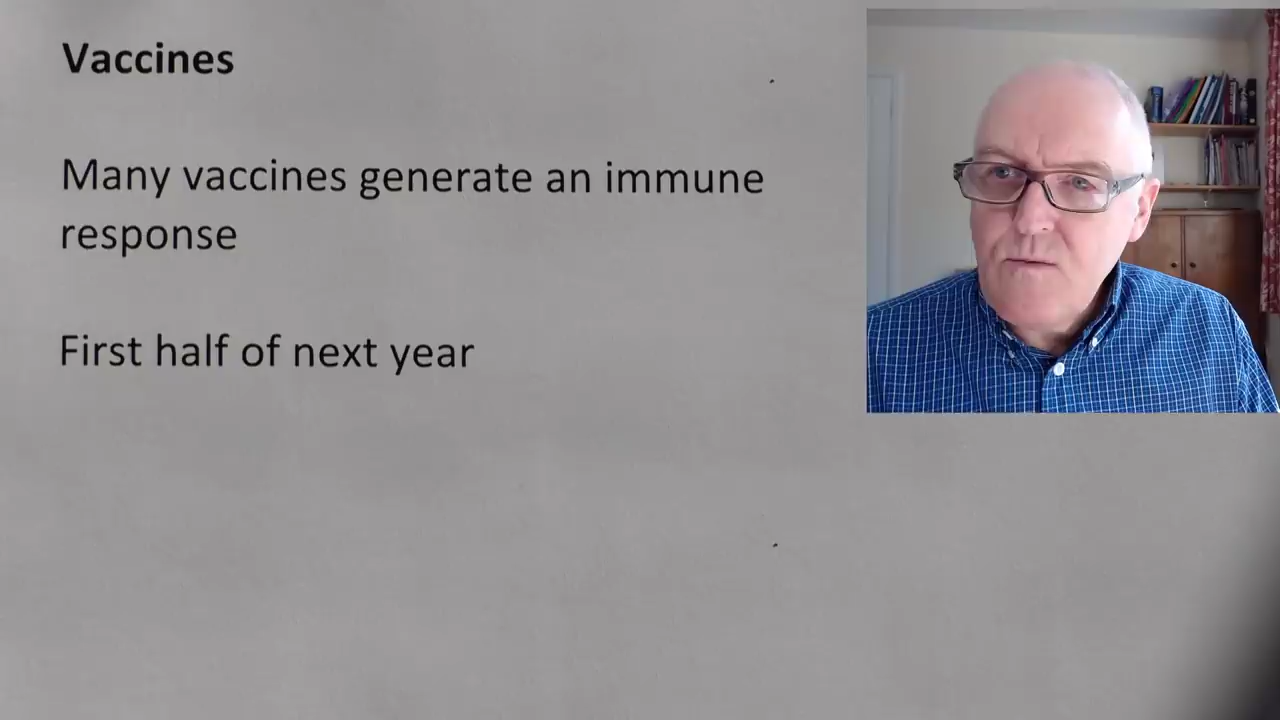 Vaccines
Many vaccines generate an immune
response
First half of next year